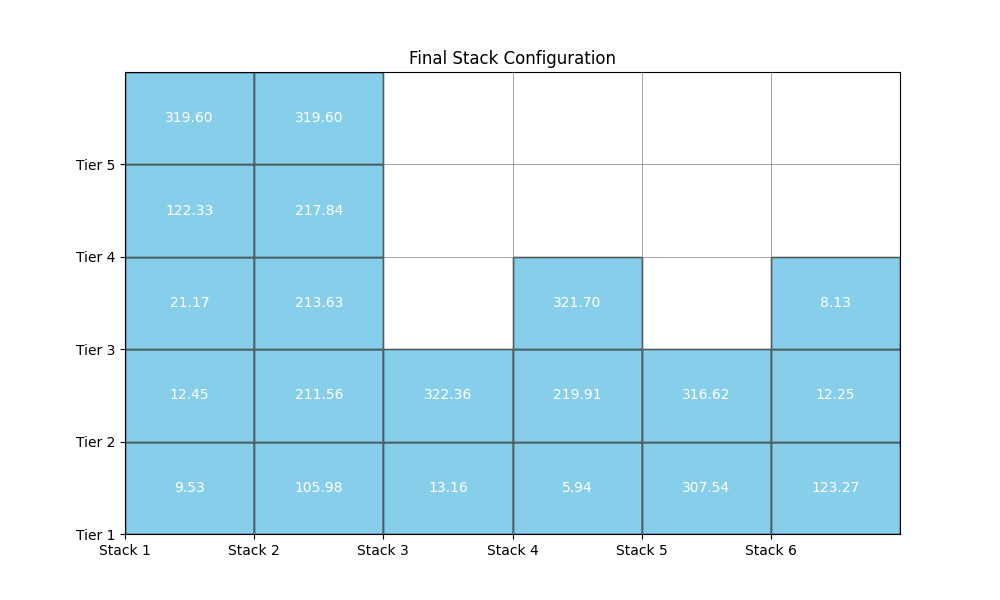 Final Stack Configuration
319.60 319.60
Tier 5
122.33 217.84
Tier 4
21.17 213.63 321.70 8.13
Tier 3
12.45 211.56 322.36 219.91 316.62 12.25
Tier 2
9.53 105.98 13.16 5.94 307.54 123.27
Tier 1
Stack 1 Stack 2 Stack 3 Stack 4 Stack 5 Stack 6